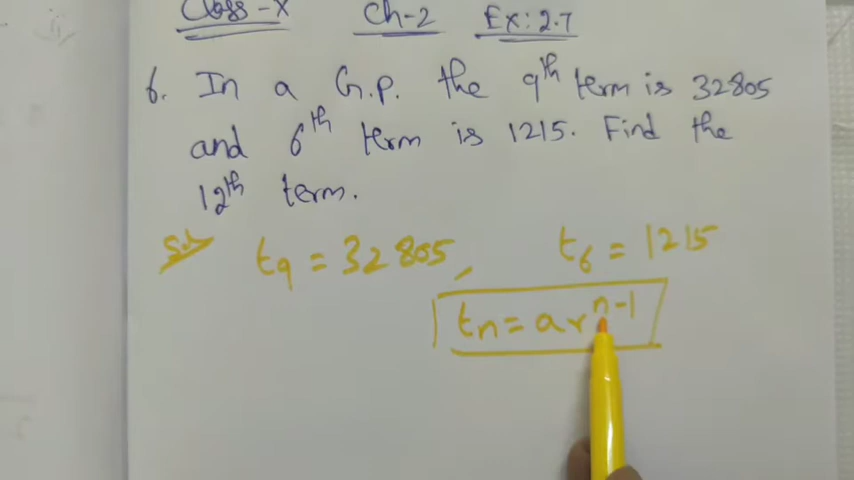 Class-X Ch-2 Ex: 2.7
6. In a G.P. the 9th term is 32805
and 6th term is 1215. Find the
12th term.
Sol t9 = 32805, t6 = 1215
tn = ar^n-1